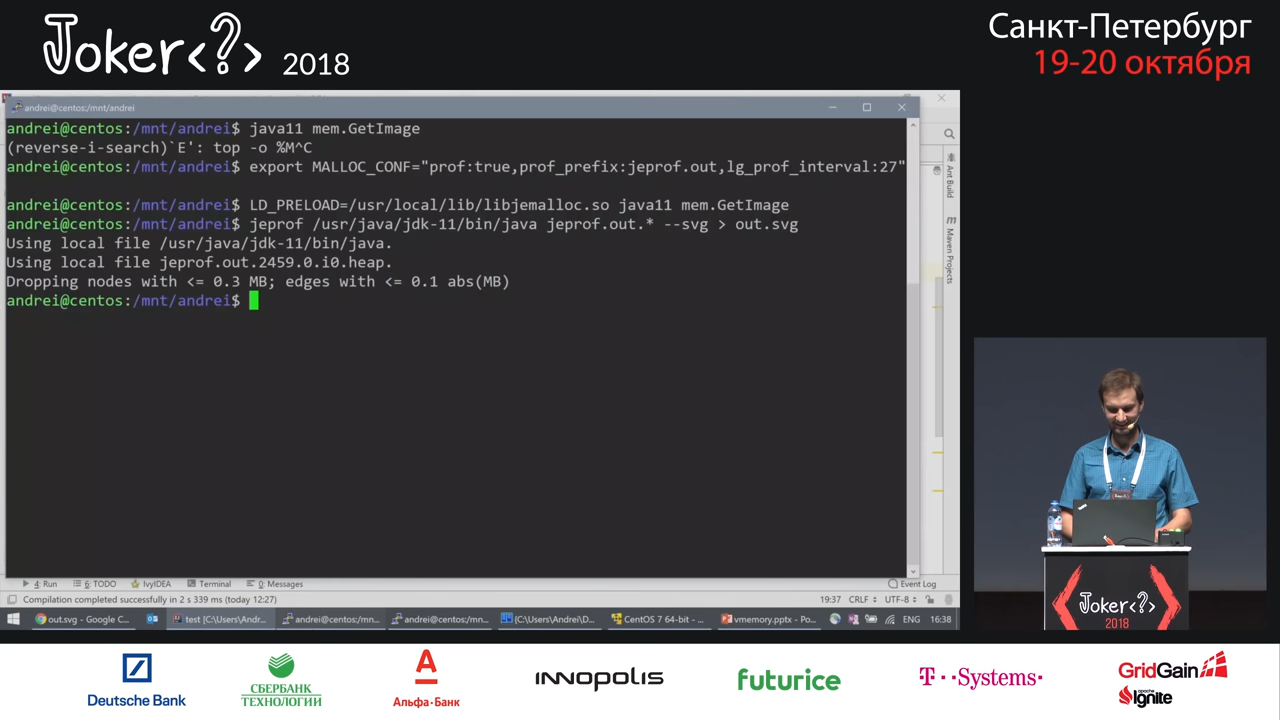 Joker<?> 2018
Санкт-Петербург
19-20 октября
andrei@centos:/mnt/andrei
andrei@centos:/mnt/andrei$ java11 mem.GetImage
(reverse-i-search)`E': top -o %M^C
andrei@centos:/mnt/andrei$ export MALLOC_CONF="prof:true,prof_prefix:jeprof.out,lg_prof_interval:27"
andrei@centos:/mnt/andrei$ LD_PRELOAD=/usr/local/lib/libjemalloc.so java11 mem.GetImage
andrei@centos:/mnt/andrei$ jeprof /usr/java/jdk-11/bin/java jeprof.out.* --svg > out.svg
Using local file /usr/java/jdk-11/bin/java.
Using local file jeprof.out.2459.0.i0.heap.
Dropping nodes with <= 0.3 MB; edges with <= 0.1 abs(MB)
andrei@centos:/mnt/andrei$
Ant Build
Maven Projects
4: Run 6: TODO IvyIDEA Terminal 0: Messages Event Log
Compilation completed successfully in 2 s 339 ms (today 12:27) 19:37 CRLF UTF-8
out.svg - Google C... test [C:\Users\Andr... andrei@centos:/mn... andrei@centos:/mn... {C:\Users\Andrei\D... CentOS 7 64-bit - ... vmemory.pptx - Po... ENG 16:38
Joker<?>
2018
Deutsche Bank
СБЕРБАНК
ТЕХНОЛОГИИ
А
Альфа·Банк
INNOPOLIS
futurice
T··Systems·
GridGain
APACHE
Ignite